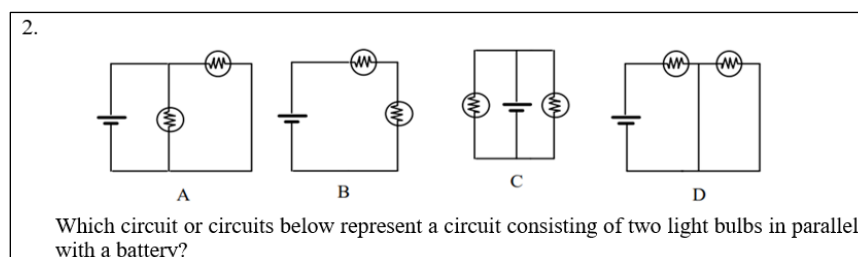 2.
A
B
C
D
Which circuit or circuits below represent a circuit consisting of two light bulbs in parallel
with a battery?